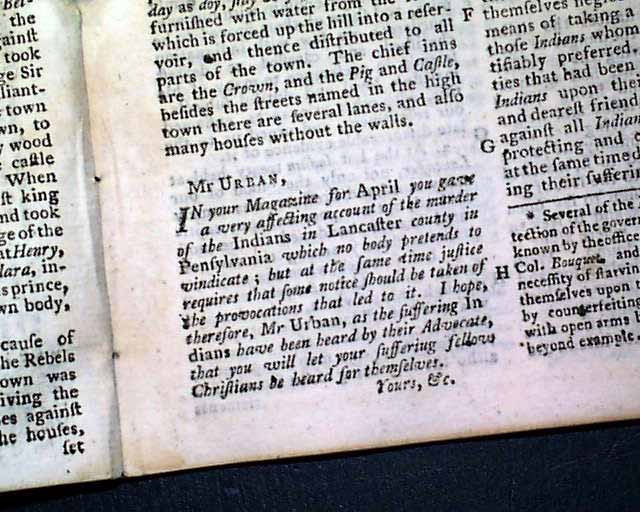 Bel-
the
gainst
took
ge Sir
siant-
town
wn, to
y wood
castle
When
st king
nd took
ge of the
at Henry,
lara, in-
s prince,
wn body,
cause of
he Rebels
own was
iving the
es against
he houses,
set
day as
furnished with water from the
which is forced up the hill into a reser-
voir, and thence distributed to all
parts of the town. The chief inns
are the Crown, and the Pig and Castle,
besides the streets named in the high
town there are several lanes, and also
many houses without the walls.
Mr URBAN,
IN your Magazine for April you gave
a very affecting account of the murder
of the Indians in Lancaster county in
Pensylvania which no body pretends to
vindicate; but at the same time justice
requires that some notice should be taken of
the provocations that led to it. I hope,
therefore, Mr Urban, as the suffering In
dians have been heard by their Advocate,
that you will let your suffering fellow
Christians be heard for themselves.
Yours, &c.
F
G
H
themselves
means of taking a
those Indians whom
tifiably preferred
ties that had been
Indians upon the
and dearest friend
against all Indian
protecting and
at the same time
ing their sufferin
* Several of the
tection of the gover
known by the office
Col. Bouquet, and
necessity of starvin
themselves upon
by counterfeiting
with open arms
beyond example.